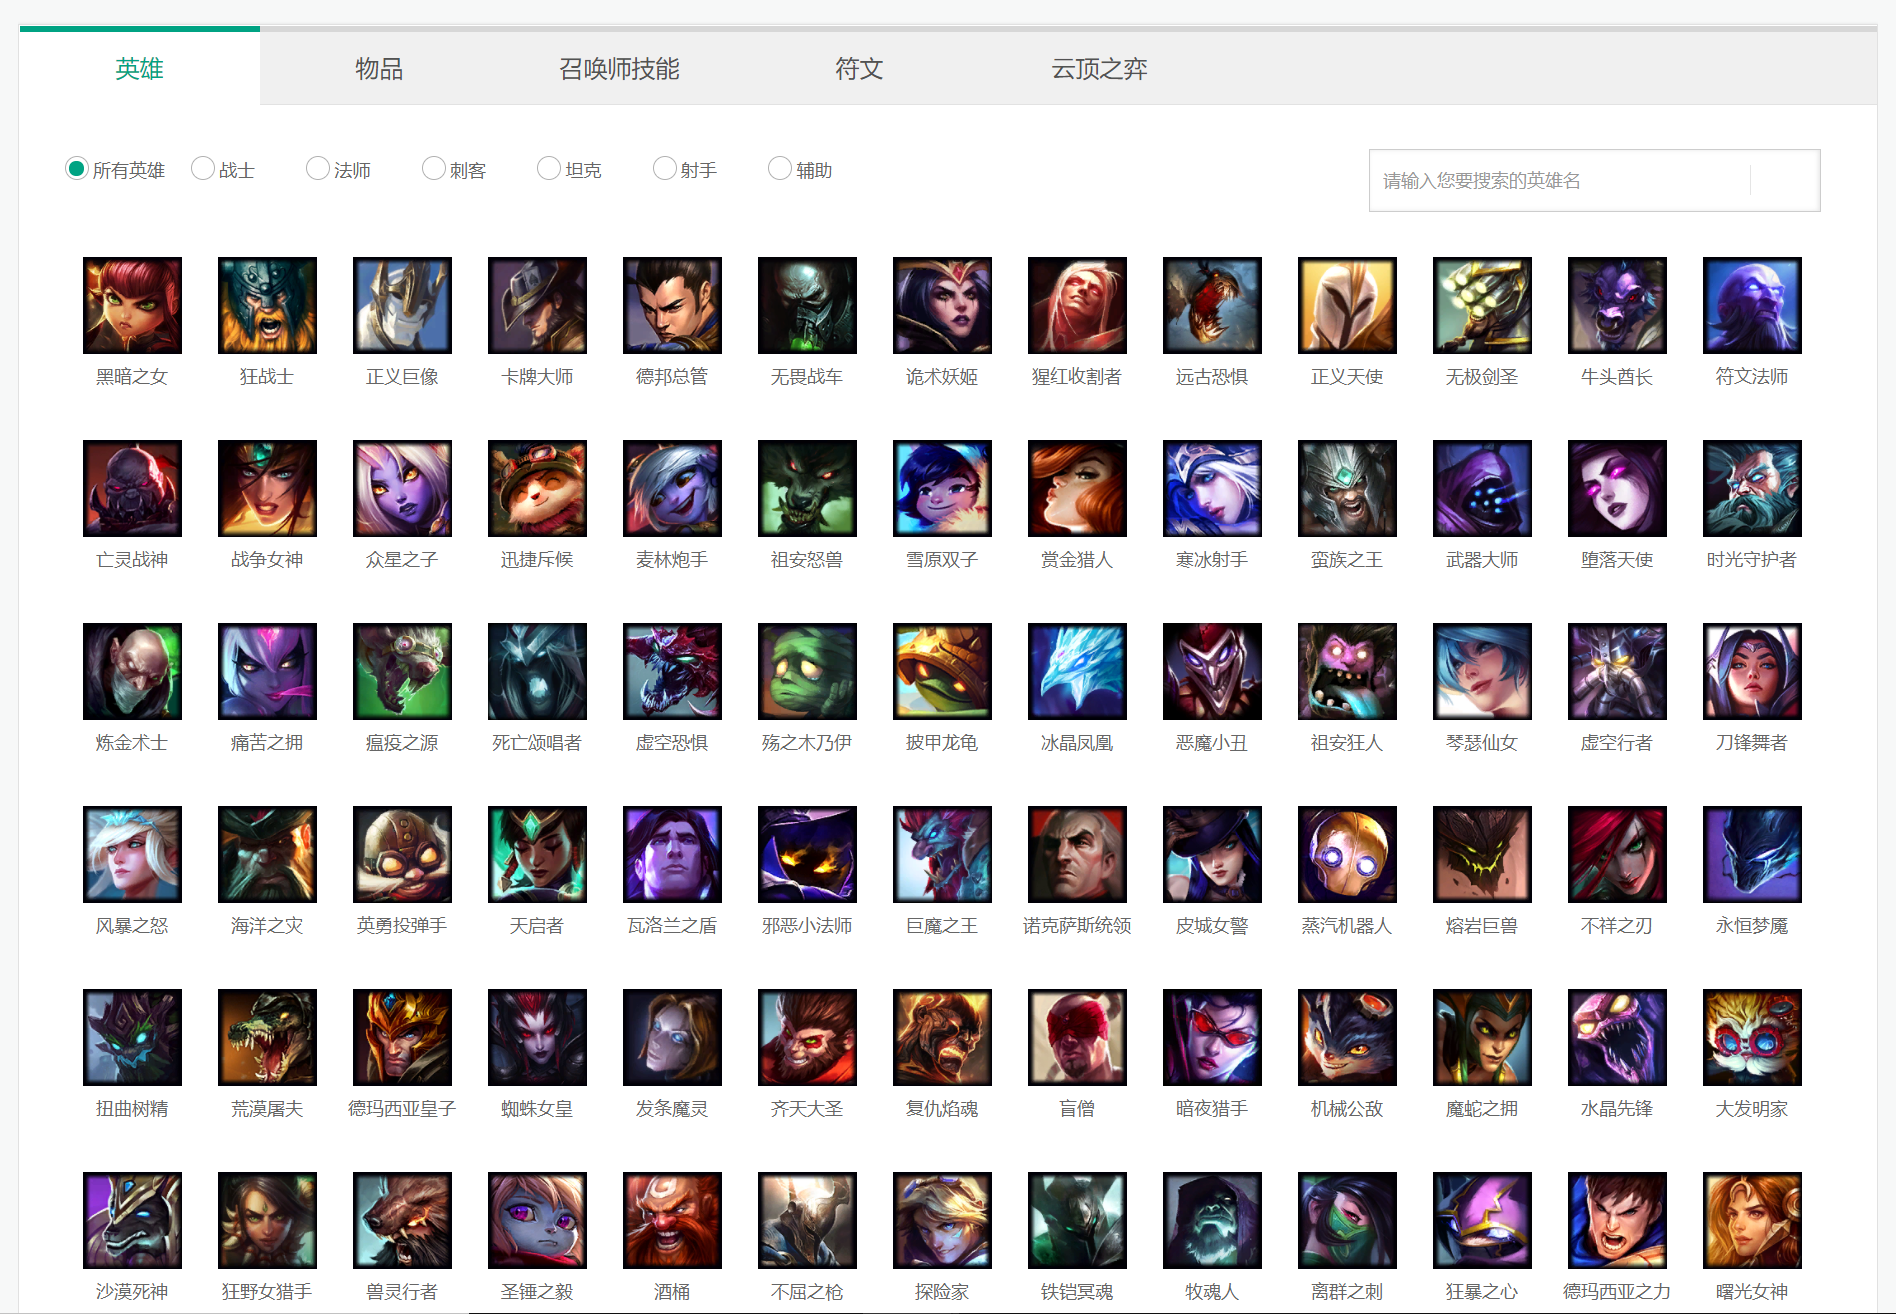 英雄 物品 召唤师技能 符文 云顶之弈
所有英雄 战士 法师 刺客 坦克 射手 辅助
请输入您要搜索的英雄名
黑暗之女 狂战士 正义巨像 卡牌大师 德邦总管 无畏战车 诡术妖姬 猩红收割者 远古恐惧 正义天使 无极剑圣 牛头酋长 符文法师
亡灵战神 战争女神 众星之子 迅捷斥候 麦林炮手 祖安怒兽 雪原双子 赏金猎人 寒冰射手 蛮族之王 武器大师 堕落天使 时光守护者
炼金术士 痛苦之拥 瘟疫之源 死亡颂唱者 虚空恐惧 殇之木乃伊 披甲龙龟 冰晶凤凰 恶魔小丑 祖安狂人 琴瑟仙女 虚空行者 刀锋舞者
风暴之怒 海洋之灾 英勇投弹手 天启者 瓦洛兰之盾 邪恶小法师 巨魔之王 诺克萨斯统领 皮城女警 蒸汽机器人 熔岩巨兽 不祥之刃 永恒梦魇
扭曲树精 荒漠屠夫 德玛西亚皇子 蜘蛛女皇 发条魔灵 齐天大圣 复仇焰魂 盲僧 暗夜猎手 机械公敌 魔蛇之拥 水晶先锋 大发明家
沙漠死神 狂野女猎手 兽灵行者 圣锤之毅 酒桶 不屈之枪 探险家 铁铠冥魂 牧魂人 离群之刺 狂暴之心 德玛西亚之力 曙光女神